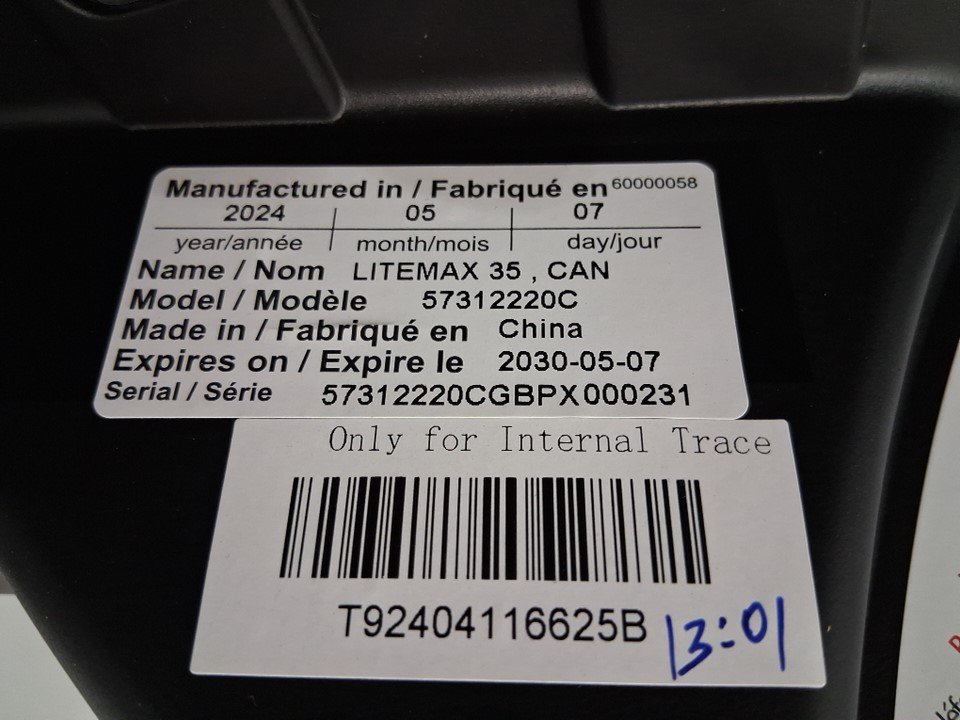 Manufactured in / Fabriqué en 60000058
2024 05 07
year/année month/mois day/jour
Name / Nom LITEMAX 35 , CAN
Model / Modèle 57312220C
Made in / Fabriqué en China
Expires on / Expire le 2030-05-07
Serial / Série 57312220CGBPX000231
Only for Internal Trace
T92404116625B 13:01